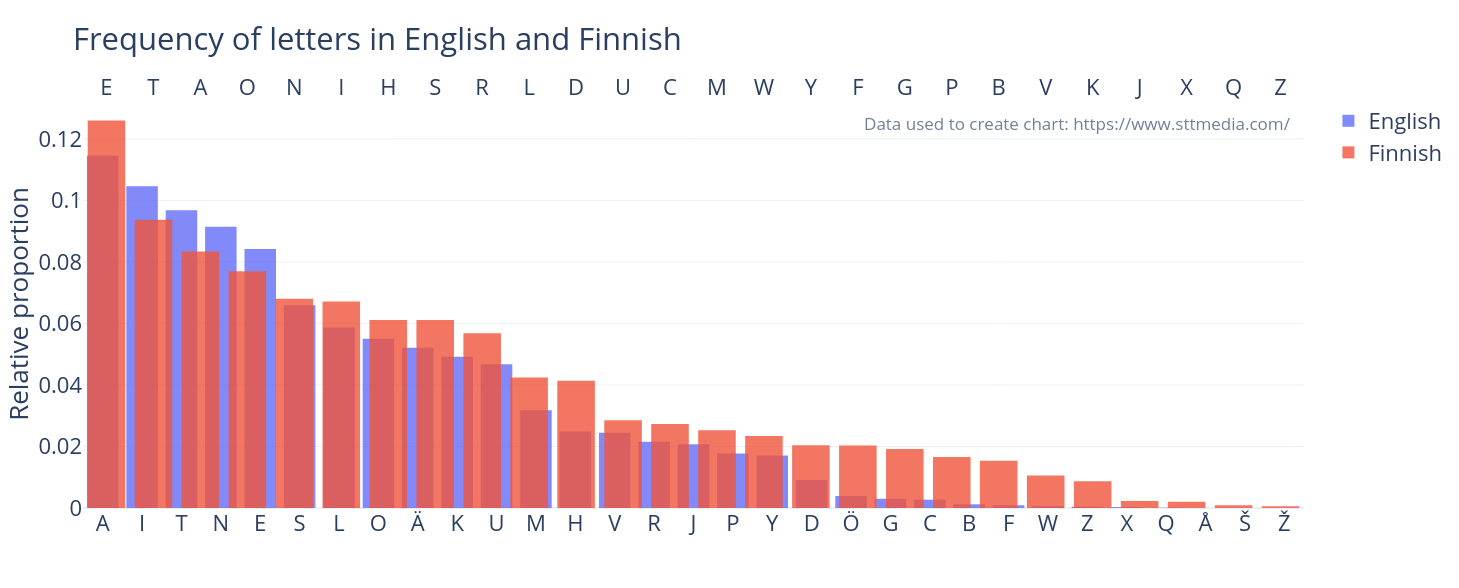 Frequency of letters in English and Finnish
E T A O N I H S R L D U C M W Y F G P B V K J X Q Z
Data used to create chart: https://www.sttmedia.com/
English
Finnish
Relative proportion
0.12
0.1
0.08
0.06
0.04
0.02
0
A I T N E S L O Ä K U M H V R J P Y D Ö G C B F W Z X Q Å Š Ž